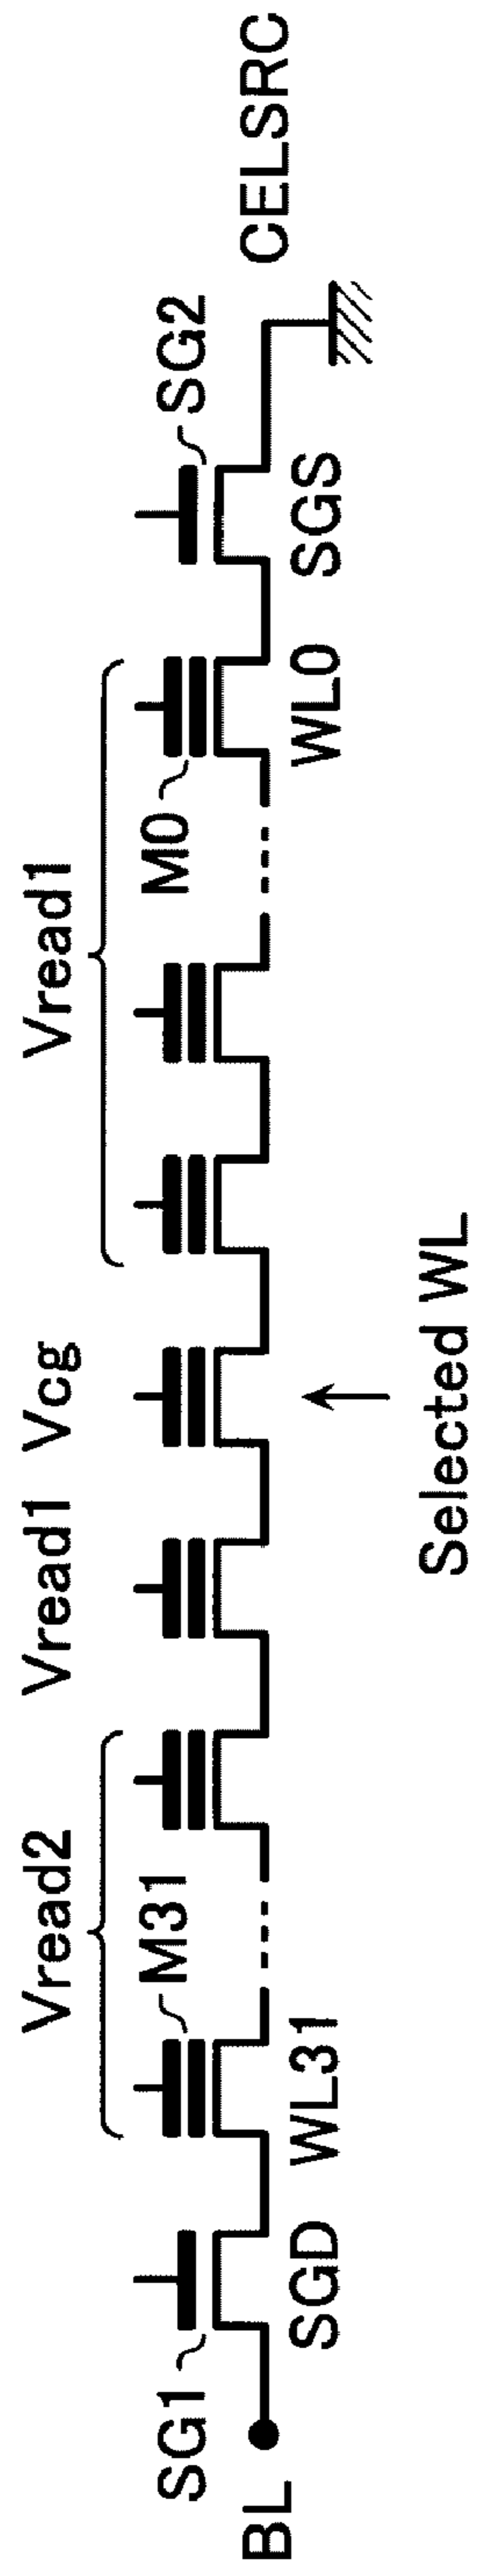 Vread2 Vread1 Vcg Vread1
SG1 M31 M0 SG2
BL CELSRC
SGD WL31 WL0 SGS
Selected WL